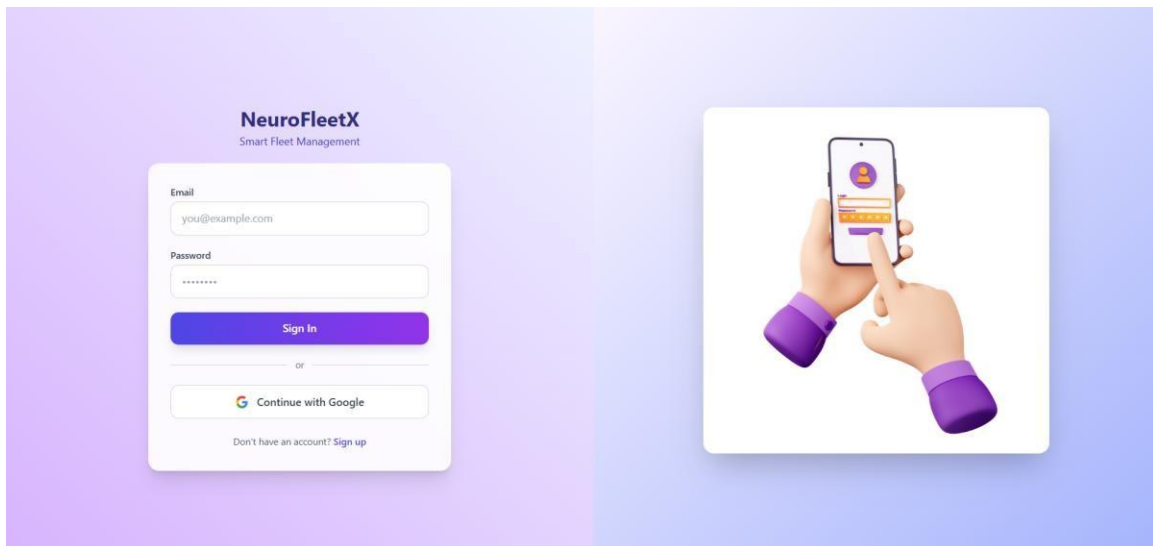 NeuroFleetX
Smart Fleet Management
Email
you@example.com
Password
••••••••
Sign In
or
Continue with Google
Don't have an account? Sign up